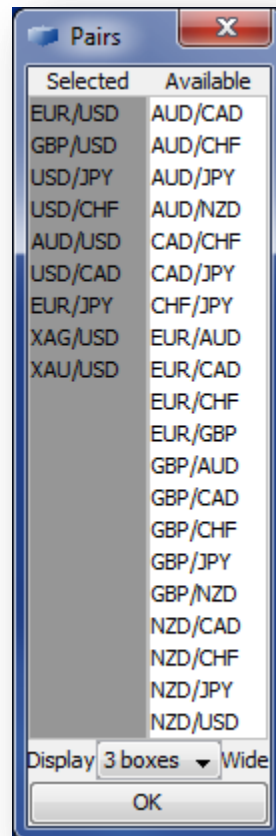 Pairs
Selected Available
EUR/USD AUD/CAD
GBP/USD AUD/CHF
USD/JPY AUD/JPY
USD/CHF AUD/NZD
AUD/USD CAD/CHF
USD/CAD CAD/JPY
EUR/JPY CHF/JPY
XAG/USD EUR/AUD
XAU/USD EUR/CAD
EUR/CHF
EUR/GBP
GBP/AUD
GBP/CAD
GBP/CHF
GBP/JPY
GBP/NZD
NZD/CAD
NZD/CHF
NZD/JPY
NZD/USD
Display 3 boxes Wide
OK